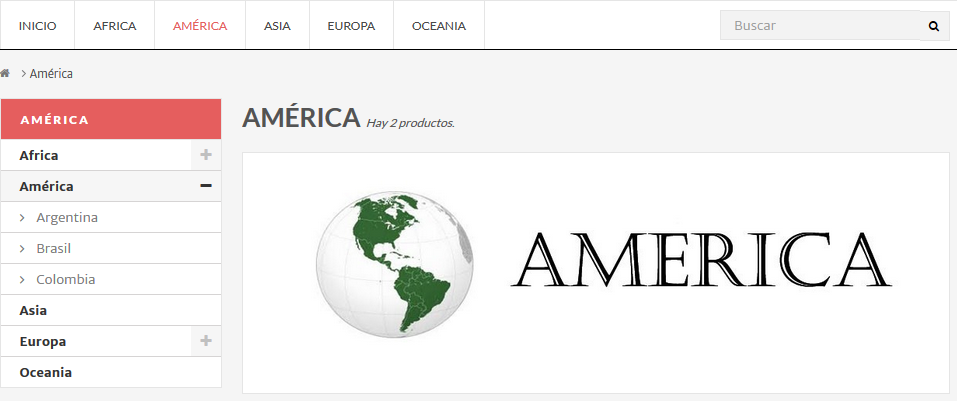 INICIO AFRICA AMÉRICA ASIA EUROPA OCEANIA Buscar
> América
AMÉRICA
Africa
América
Argentina
Brasil
Colombia
Asia
Europa
Oceania
AMÉRICA Hay 2 productos.
AMERICA